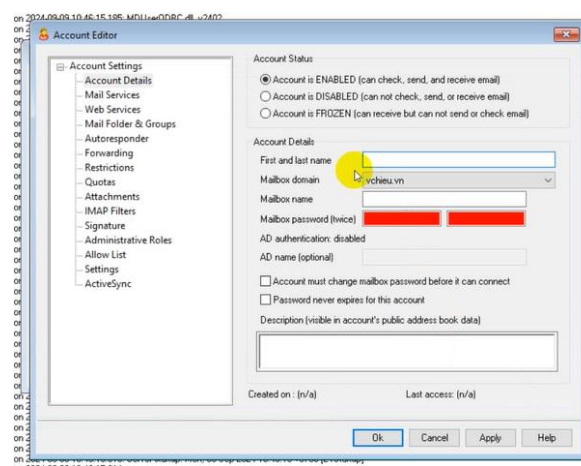 on 2024-09-09 10:46:15.185: MDUserODBC.dll v2402
Account Editor
Account Settings
Account Details
Mail Services
Web Services
Mail Folder & Groups
Autoresponder
Forwarding
Restrictions
Quotas
Attachments
IMAP Filters
Signature
Administrative Roles
Allow List
Settings
ActiveSync
Account Status
Account is ENABLED (can check, send, and receive email)
Account is DISABLED (can not check, send, or receive email)
Account is FROZEN (can receive but can not send or check email)
Account Details
First and last name
Mailbox domain vchieu.vn
Mailbox name
Mailbox password (twice)
AD authentication: disabled
AD name (optional)
Account must change mailbox password before it can connect
Password never expires for this account
Description (visible in account's public address book data)
Created on : (n/a) Last access: (n/a)
Ok Cancel Apply Help